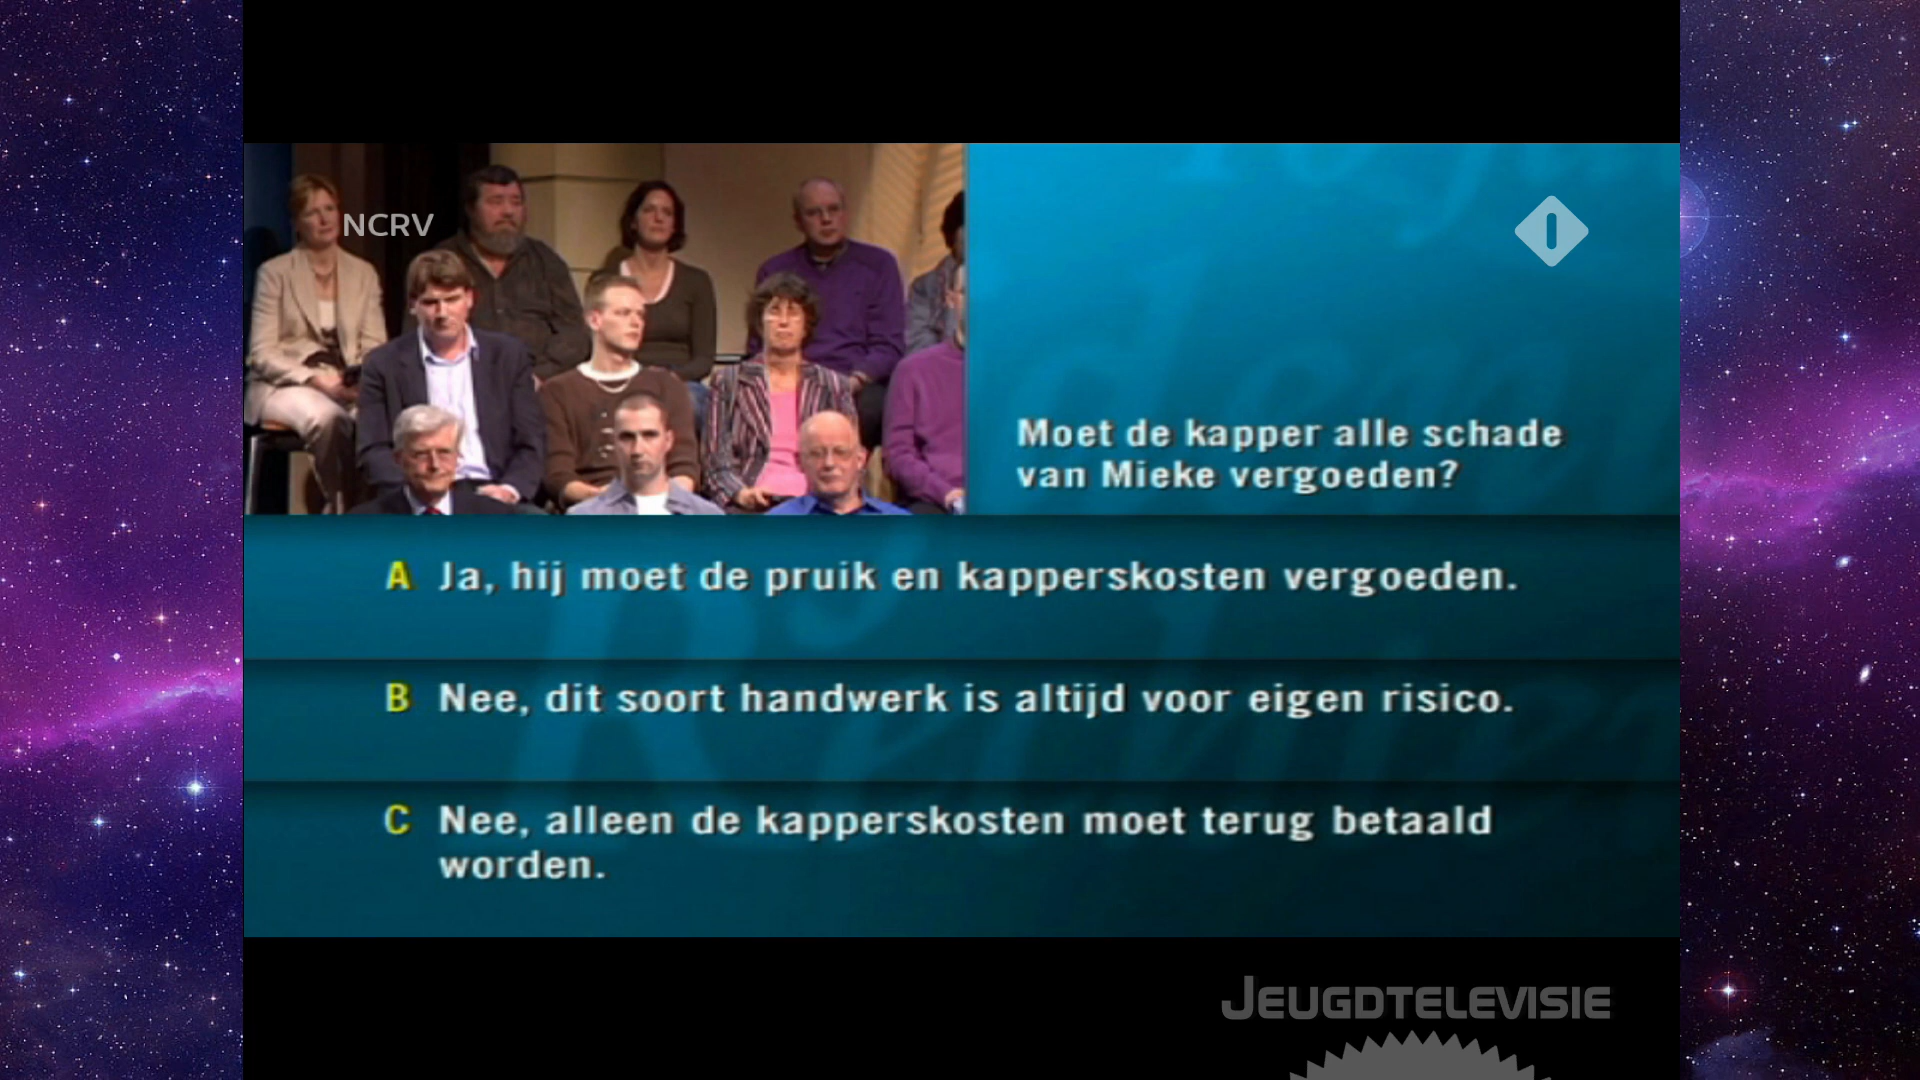 NCRV
Moet de kapper alle schade
van Mieke vergoeden?
A Ja, hij moet de pruik en kapperskosten vergoeden.
B Nee, dit soort handwerk is altijd voor eigen risico.
C Nee, alleen de kapperskosten moet terug betaald
worden.
JEUGDTELEVISIE